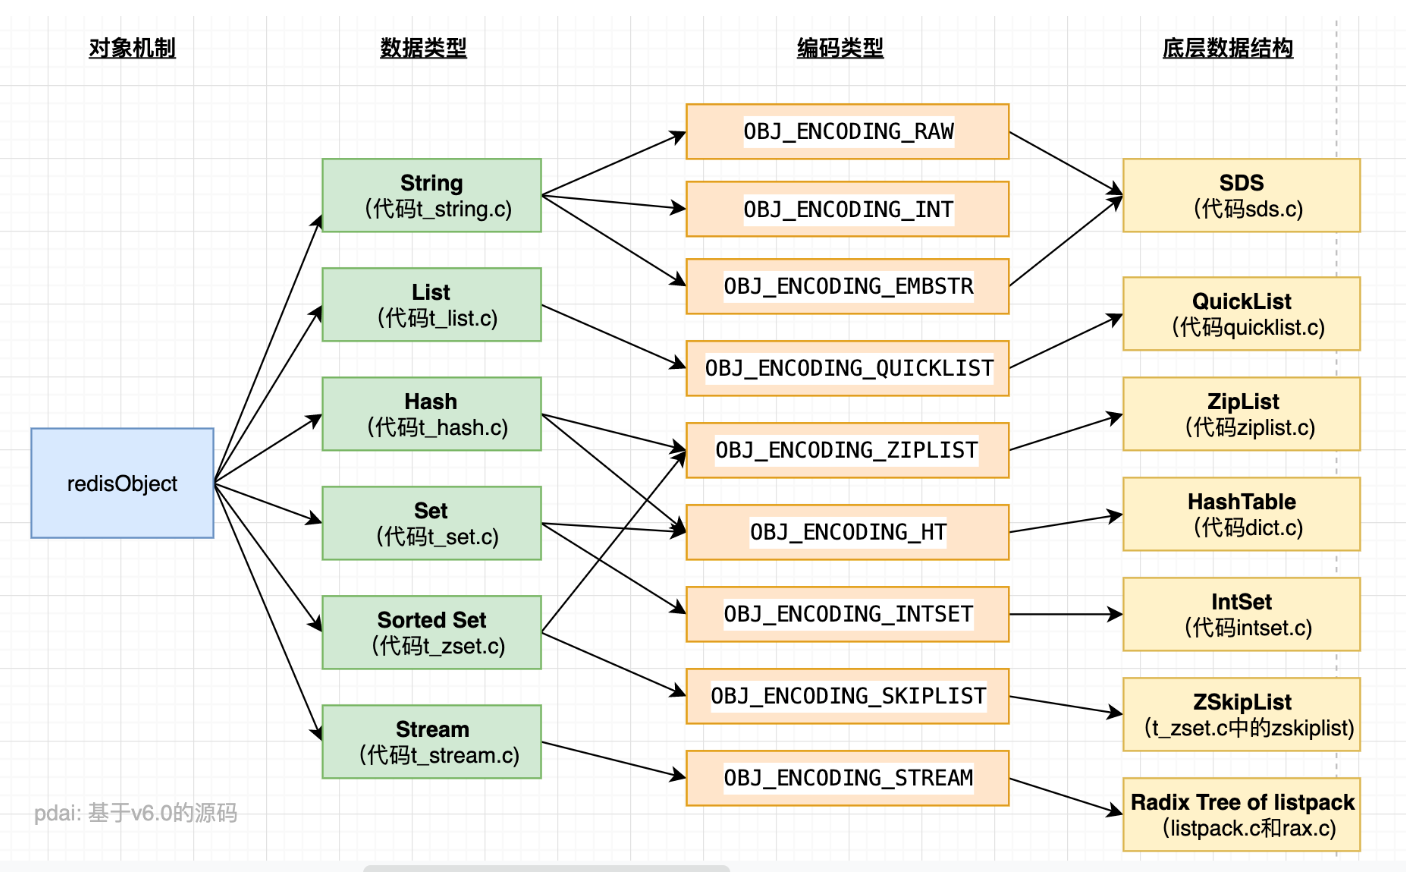 对象机制
数据类型
编码类型
底层数据结构
redisObject
String
（代码t_string.c)
List
（代码t_list.c)
Hash
（代码t_hash.c)
Set
（代码t_set.c)
Sorted Set
（代码t_zset.c)
Stream
（代码t_stream.c)
OBJ_ENCODING_RAW
OBJ_ENCODING_INT
OBJ_ENCODING_EMBSTR
OBJ_ENCODING_QUICKLIST
OBJ_ENCODING_ZIPLIST
OBJ_ENCODING_HT
OBJ_ENCODING_INTSET
OBJ_ENCODING_SKIPLIST
OBJ_ENCODING_STREAM
SDS
（代码sds.c)
QuickList
（代码quicklist.c)
ZipList
（代码ziplist.c)
HashTable
（代码dict.c)
IntSet
（代码intset.c)
ZSkipList
（t_zset.c中的zskiplist)
Radix Tree of listpack
（listpack.c和rax.c)
pdai: 基于v6.0的源码